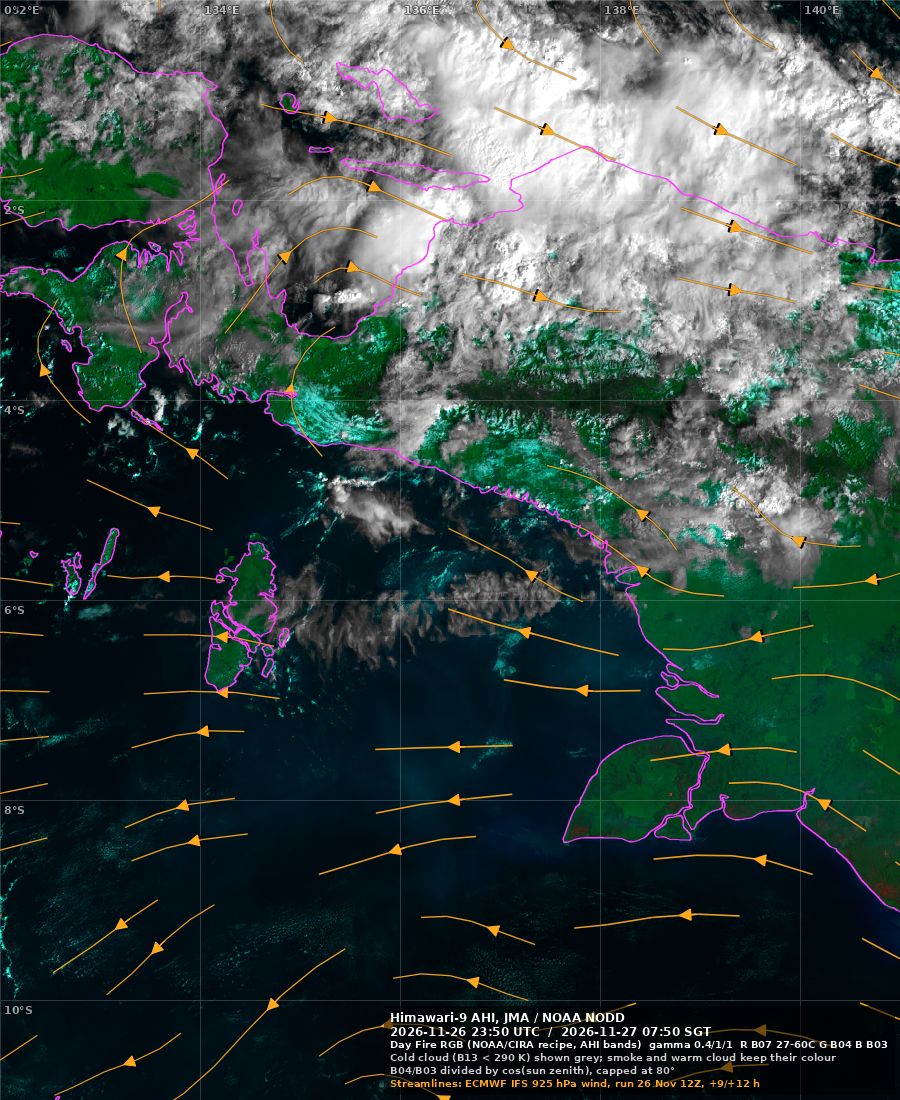 0°
132°E
134°E
136°E
138°E
140°E
2°S
4°S
6°S
8°S
10°S
Himawari-9 AHI, JMA / NOAA NODD
2026-11-26 23:50 UTC / 2026-11-27 07:50 SGT
Day Fire RGB (NOAA/CIRA recipe, AHI bands) gamma 0.4/1/1 R B07 27-60C G B04 B B03
Cold cloud (B13 < 290 K) shown grey; smoke and warm cloud keep their colour
B04/B03 divided by cos(sun zenith), capped at 80°
Streamlines: ECMWF IFS 925 hPa wind, run 26 Nov 12Z, +9/+12 h